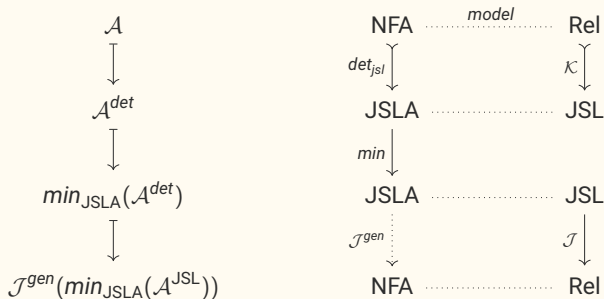 𝒜 NFA model Rel
det_jsl 𝒦
𝒜^det JSLA JSL
min
min_JSLA(𝒜^det) JSLA JSL
𝒥^gen 𝒥
𝒥^gen(min_JSLA(𝒜^JSL)) NFA Rel